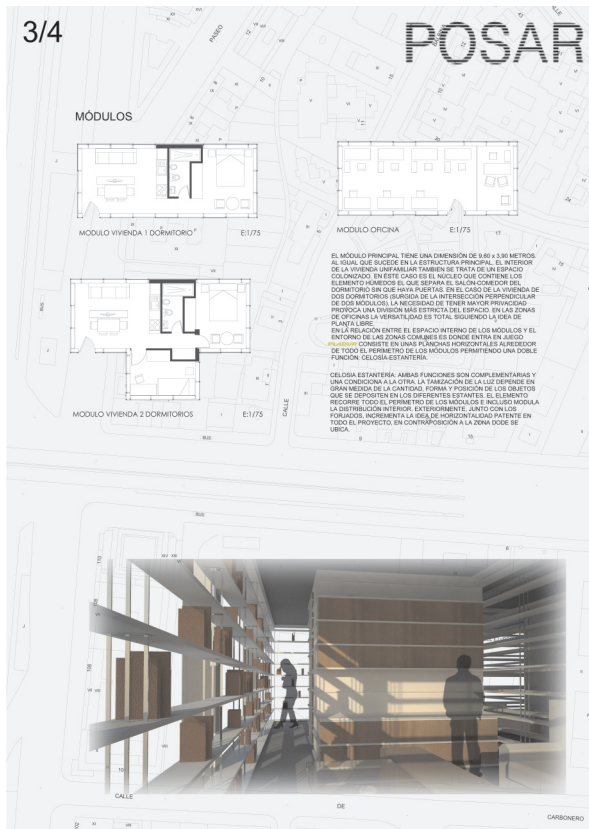 3/4
POSAR
MÓDULOS
MODULO VIVIENDA 1 DORMITORIO
E:1/75
MODULO OFICINA
E:1/75
EL MÓDULO PRINCIPAL TIENE UNA DIMENSIÓN DE 9,60 x 3,90 METROS.
AL IGUAL QUE SUCEDE EN LA ESTRUCTURA PRINCIPAL, EL INTERIOR
DE LA VIVIENDA UNIFAMILIAR TAMBIEN SE TRATA DE UN ESPACIO
COLONIZADO. EN ÉSTE CASO ES EL NÚCLEO QUE CONTIENE LOS
ELEMENTO HÚMEDOS EL QUE SEPARA EL SALÓN-COMEDOR DEL
DORMITORIO SIN QUE HAYA PUERTAS. EN EL CASO DE LA VIVIENDA DE
DOS DORMITORIOS (SURGIDA DE LA INTERSECCIÓN PERPENDICULAR
DE DOS MÓDULOS), LA NECESIDAD DE TENER MAYOR PRIVACIDAD
PROVOCA UNA DIVISIÓN MÁS ESTRICTA DEL ESPACIO. EN LAS ZONAS
DE OFICINAS LA VERSATILIDAD ES TOTAL SIGUIENDO LA IDEA DE
PLANTA LIBRE.
EN LA RELACIÓN ENTRE EL ESPACIO INTERNO DE LOS MÓDULOS Y EL
ENTORNO DE LAS ZONAS COMUNES ES DONDE ENTRA EN JUEGO
PLADUR CONSISTE EN UNAS PLANCHAS HORIZONTALES ALREDEDOR
DE TODO EL PERIMETRO DE LOS MÓDULOS PERMITIENDO UNA DOBLE
FUNCIÓN: CELOSÍA-ESTANTERÍA.
CELOSIA ESTANTERÍA: AMBAS FUNCIONES SON COMPLEMENTARIAS Y
UNA CONDICIONA A LA OTRA: LA TAMIZACIÓN DE LA LUZ DEPENDE EN
GRAN MEDIDA DE LA CANTIDAD, FORMA Y POSICIÓN DE LOS OBJETOS
QUE SE DEPOSITEN EN LOS DIFERENTES ESTANTES. EL ELEMENTO
RECORRE TODO EL PERÍMETRO DE LOS MÓDULOS E INCLUSO MODULA
LA DISTRIBUCIÓN INTERIOR. EXTERIORMENTE, JUNTO CON LOS
FORJADOS, INCREMENTA LA IDEA DE HORIZONTALIDAD PATENTE EN
TODO EL PROYECTO, EN CONTRAPOSICIÓN A LA ZONA DODE SE
UBICA.
MODULO VIVIENDA 2 DORMITORIOS
E:1/75
PASEO
CALLE
BUS
BUS
BUS
CALLE
DE
CARBONERO